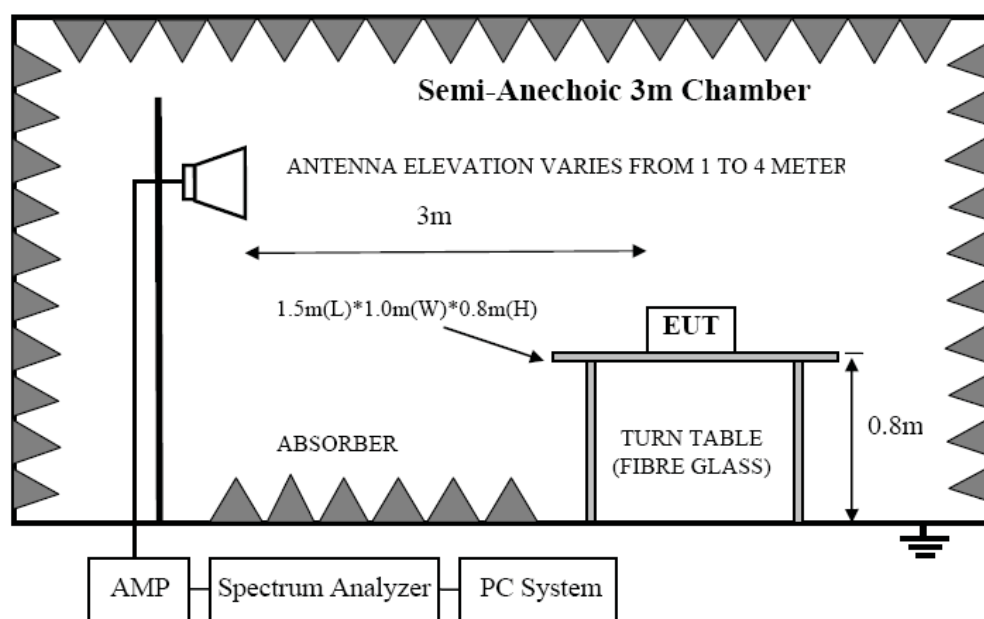 Semi-Anechoic 3m Chamber
ANTENNA ELEVATION VARIES FROM 1 TO 4 METER
3m
1.5m(L)*1.0m(W)*0.8m(H)
EUT
0.8m
ABSORBER
TURN TABLE
(FIBRE GLASS)
AMP
Spectrum Analyzer
PC System